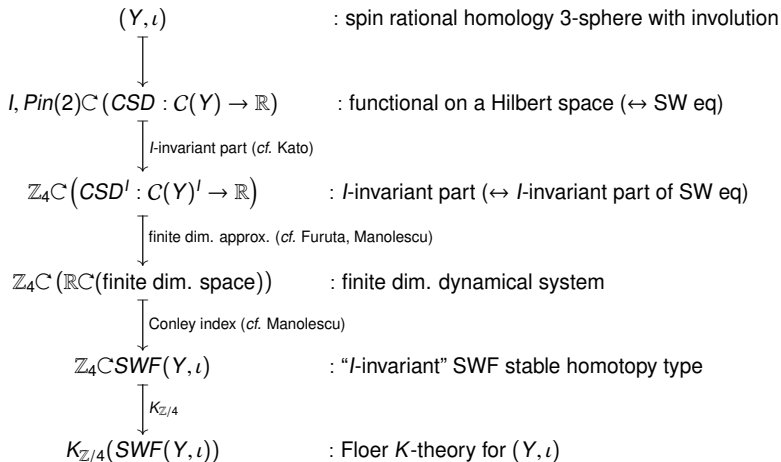 (Y, ι) : spin rational homology 3-sphere with involution
I, Pin(2)⟳(CSD : C(Y) → ℝ) : functional on a Hilbert space (↔ SW eq)
I-invariant part (cf. Kato)
ℤ₄⟳(CSDᴵ : C(Y)ᴵ → ℝ) : I-invariant part (↔ I-invariant part of SW eq)
finite dim. approx. (cf. Furuta, Manolescu)
ℤ₄⟳(ℝ⟳(finite dim. space)) : finite dim. dynamical system
Conley index (cf. Manolescu)
ℤ₄⟳SWF(Y, ι) : “I-invariant” SWF stable homotopy type
K_{ℤ/4}
K_{ℤ/4}(SWF(Y, ι)) : Floer K-theory for (Y, ι)